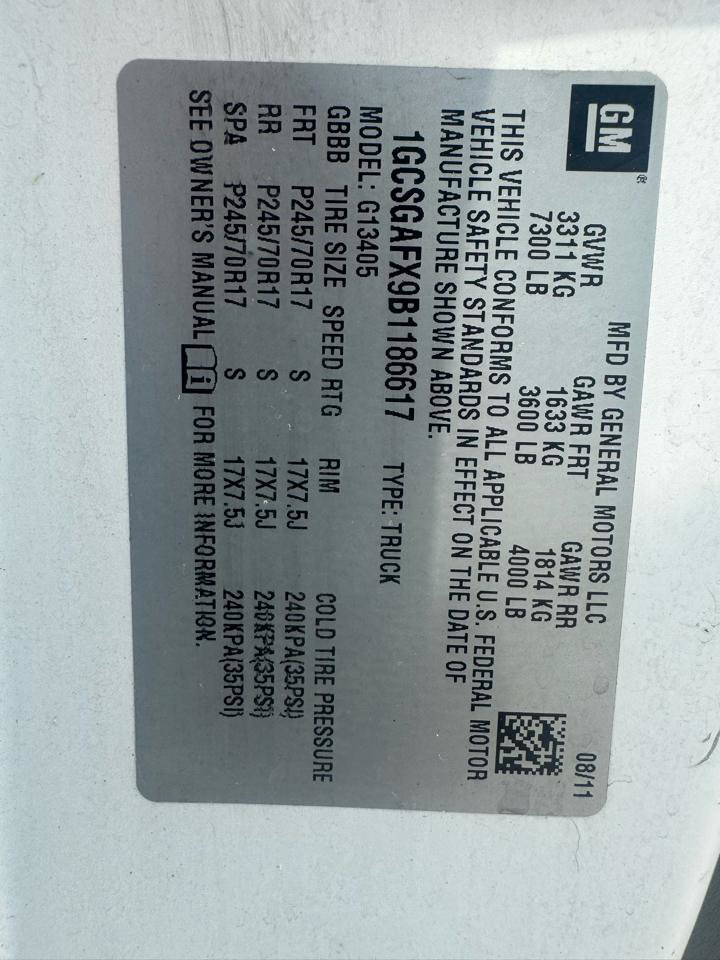 GM®
MFD BY GENERAL MOTORS LLC 08/11
GVWR GAWR FRT GAWR RR
3311 KG 1633 KG 1814 KG
7300 LB 3600 LB 4000 LB
THIS VEHICLE CONFORMS TO ALL APPLICABLE U.S. FEDERAL MOTOR
VEHICLE SAFETY STANDARDS IN EFFECT ON THE DATE OF
MANUFACTURE SHOWN ABOVE.
1GCSGAFX9B1186617 TYPE: TRUCK
MODEL: G13405
GBBB TIRE SIZE SPEED RTG RIM COLD TIRE PRESSURE
FRT P245/70R17 S 17X7.5J 240KPA(35PSI)
RR P245/70R17 S 17X7.5J 240KPA(35PSI)
SPA P245/70R17 S 17X7.5J 240KPA(35PSI)
SEE OWNER'S MANUAL i FOR MORE INFORMATION.